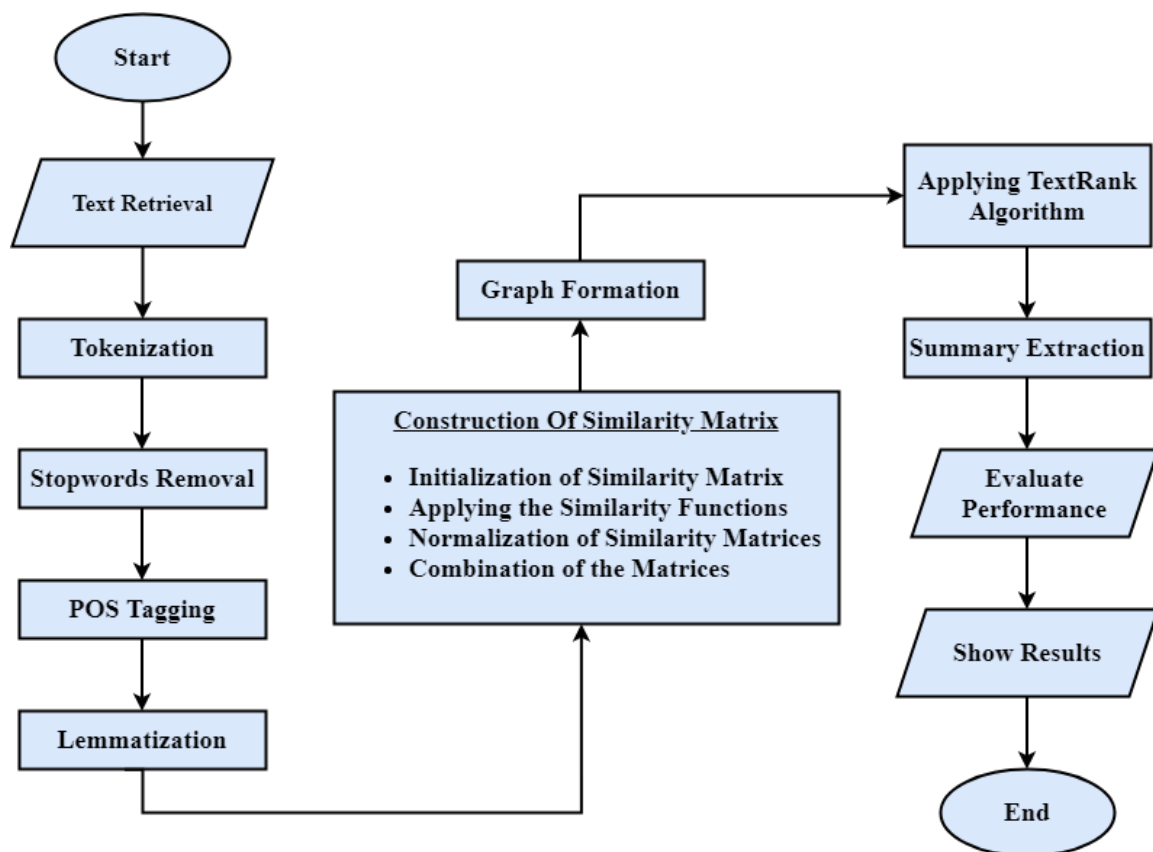 Start
Text Retrieval
Tokenization
Stopwords Removal
POS Tagging
Lemmatization
Construction Of Similarity Matrix
• Initialization of Similarity Matrix
• Applying the Similarity Functions
• Normalization of Similarity Matrices
• Combination of the Matrices
Graph Formation
Applying TextRank
Algorithm
Summary Extraction
Evaluate
Performance
Show Results
End